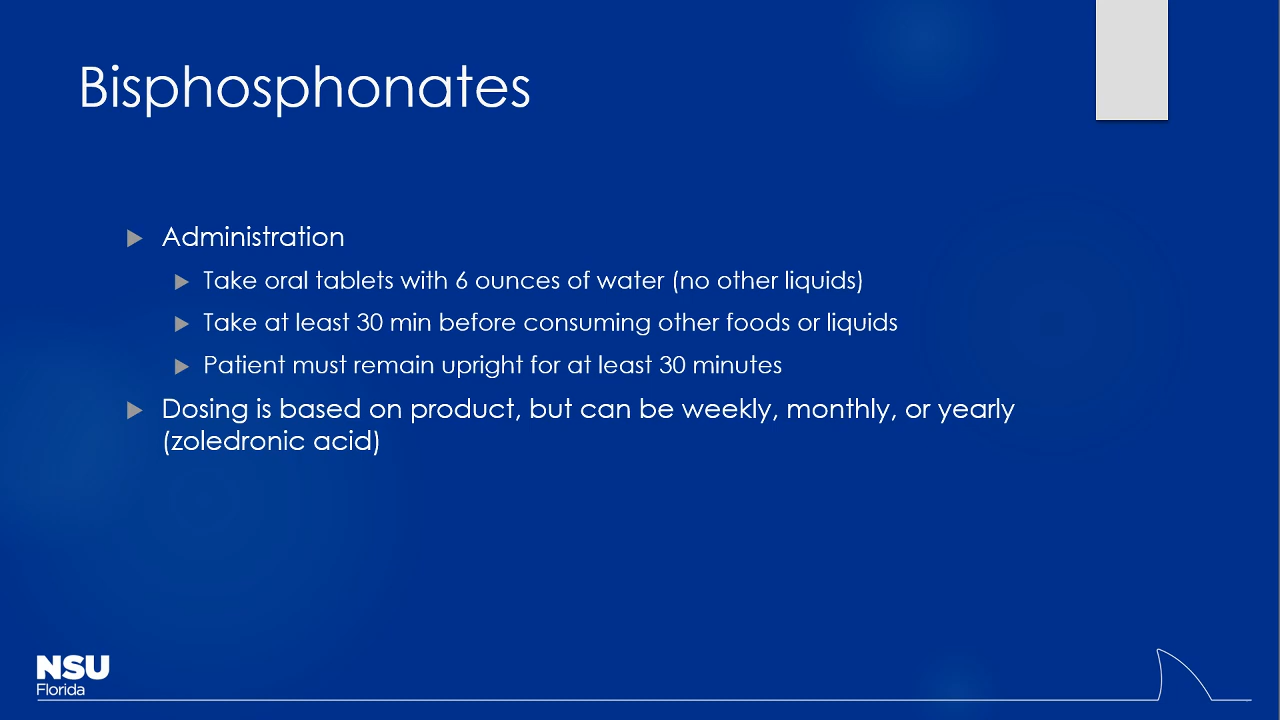 Bisphosphonates
Administration
Take oral tablets with 6 ounces of water (no other liquids)
Take at least 30 min before consuming other foods or liquids
Patient must remain upright for at least 30 minutes
Dosing is based on product, but can be weekly, monthly, or yearly
(zoledronic acid)
NSU
Florida